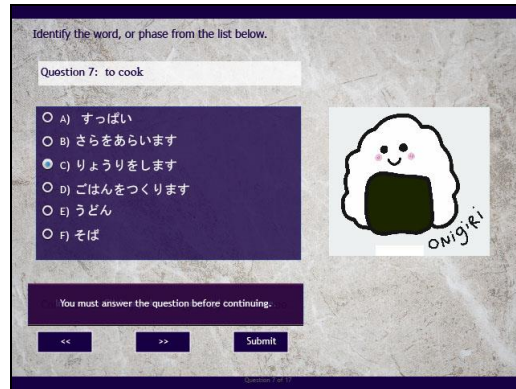 Identify the word, or phase from the list below.
Question 7: to cook
A) すっぱい
B) さらをあらいます
C) りょうりをします
D) ごはんをつくります
E) うどん
F) そば
ONigiRi
You must answer the question before continuing.
<< >> Submit
Question 7 of 17